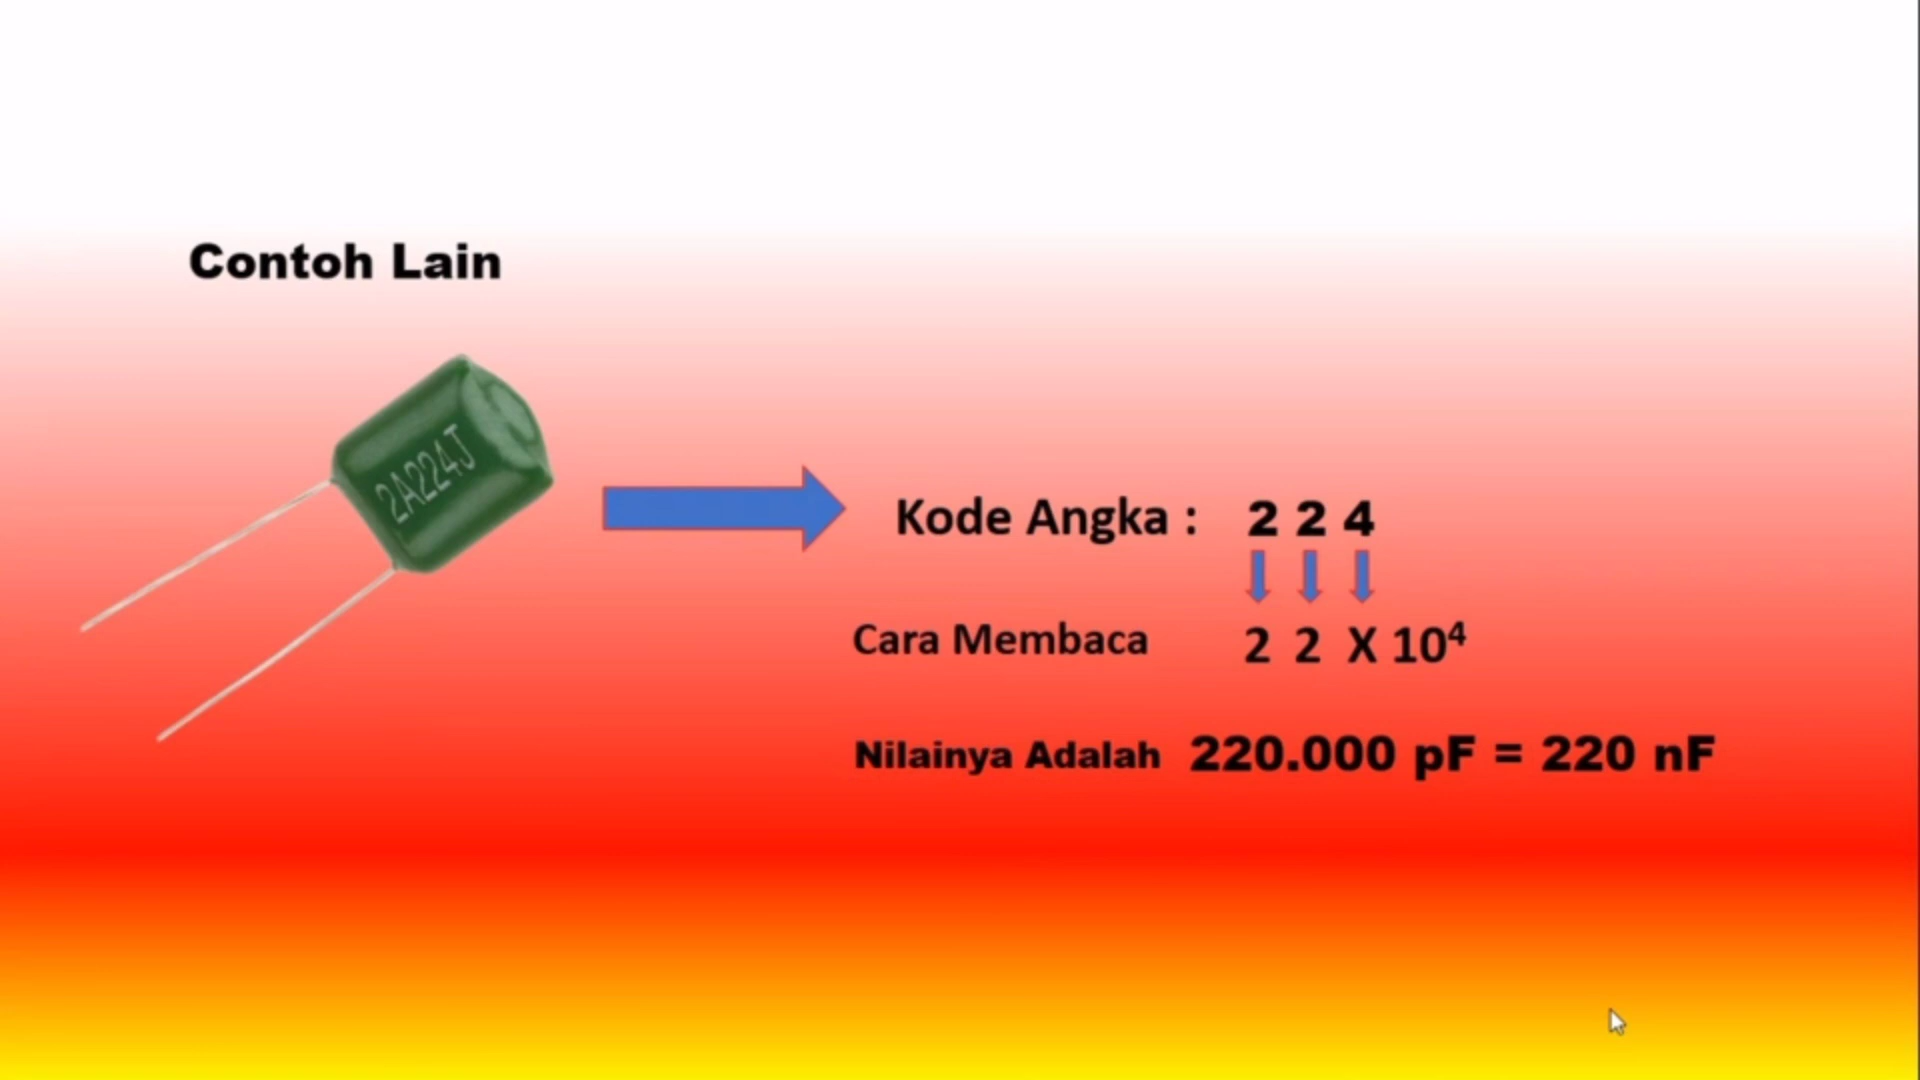 Contoh Lain
2A224J
Kode Angka : 2 2 4
Cara Membaca 2 2 X 10⁴
Nilainya Adalah 220.000 pF = 220 nF